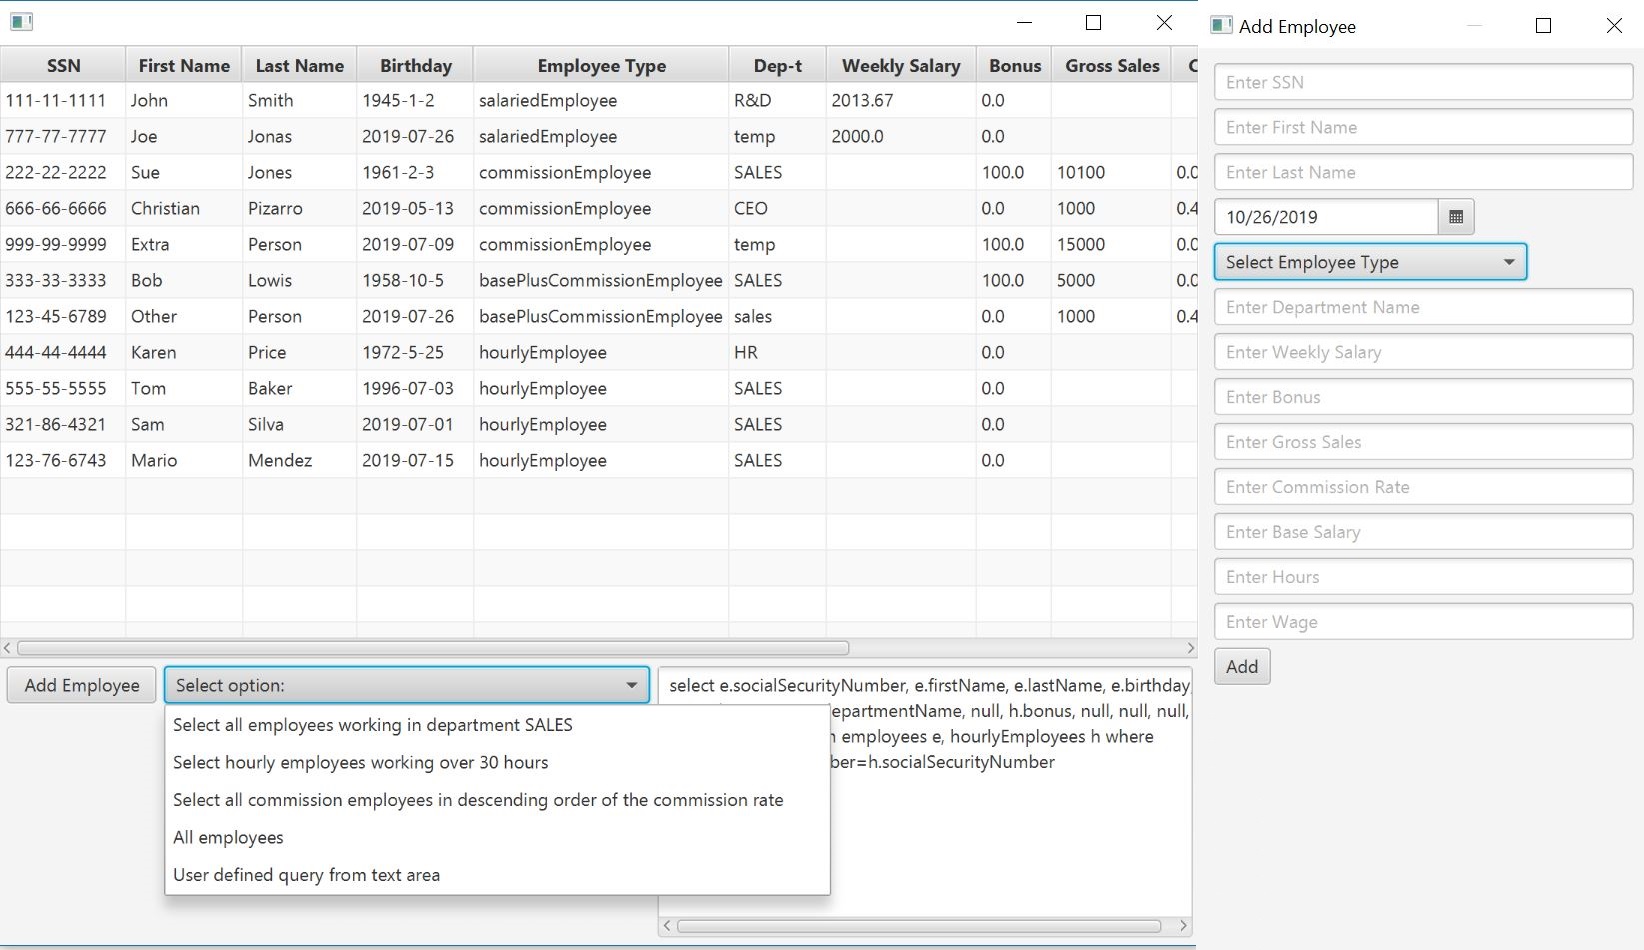 SSN First Name Last Name Birthday Employee Type Dep-t Weekly Salary Bonus Gross Sales
111-11-1111 John Smith 1945-1-2 salariedEmployee R&D 2013.67 0.0
777-77-7777 Joe Jonas 2019-07-26 salariedEmployee temp 2000.0 0.0
222-22-2222 Sue Jones 1961-2-3 commissionEmployee SALES 100.0 10100 0.0
666-66-6666 Christian Pizarro 2019-05-13 commissionEmployee CEO 0.0 1000 0.4
999-99-9999 Extra Person 2019-07-09 commissionEmployee temp 100.0 15000 0.0
333-33-3333 Bob Lowis 1958-10-5 basePlusCommissionEmployee SALES 100.0 5000 0.0
123-45-6789 Other Person 2019-07-26 basePlusCommissionEmployee sales 0.0 1000 0.4
444-44-4444 Karen Price 1972-5-25 hourlyEmployee HR 0.0
555-55-5555 Tom Baker 1996-07-03 hourlyEmployee SALES 0.0
321-86-4321 Sam Silva 2019-07-01 hourlyEmployee SALES 0.0
123-76-6743 Mario Mendez 2019-07-15 hourlyEmployee SALES 0.0
Add Employee
Select option:
Select all employees working in department SALES
Select hourly employees working over 30 hours
Select all commission employees in descending order of the commission rate
All employees
User defined query from text area
select e.socialSecurityNumber, e.firstName, e.lastName, e.birthday,
epartmentName, null, h.bonus, null, null, null,
employees e, hourlyEmployees h where
ber=h.socialSecurityNumber
Add Employee
Enter SSN
Enter First Name
Enter Last Name
10/26/2019
Select Employee Type
Enter Department Name
Enter Weekly Salary
Enter Bonus
Enter Gross Sales
Enter Commission Rate
Enter Base Salary
Enter Hours
Enter Wage
Add